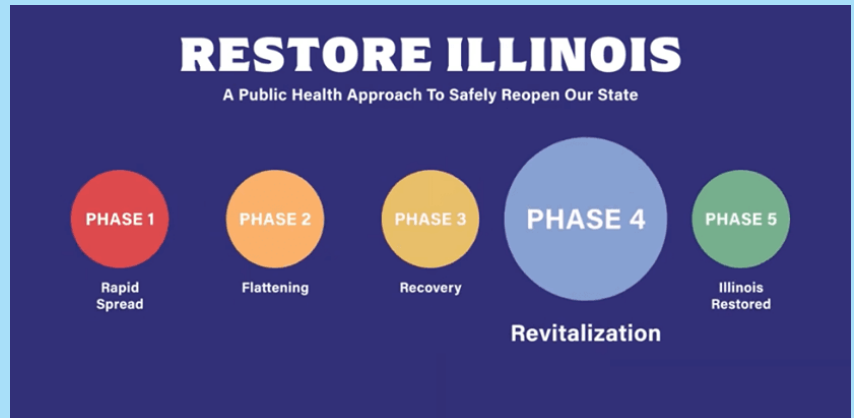 RESTORE ILLINOIS
A Public Health Approach To Safely Reopen Our State
PHASE 1
PHASE 2
PHASE 3
PHASE 4
PHASE 5
Rapid
Spread
Flattening
Recovery
Revitalization
Illinois
Restored